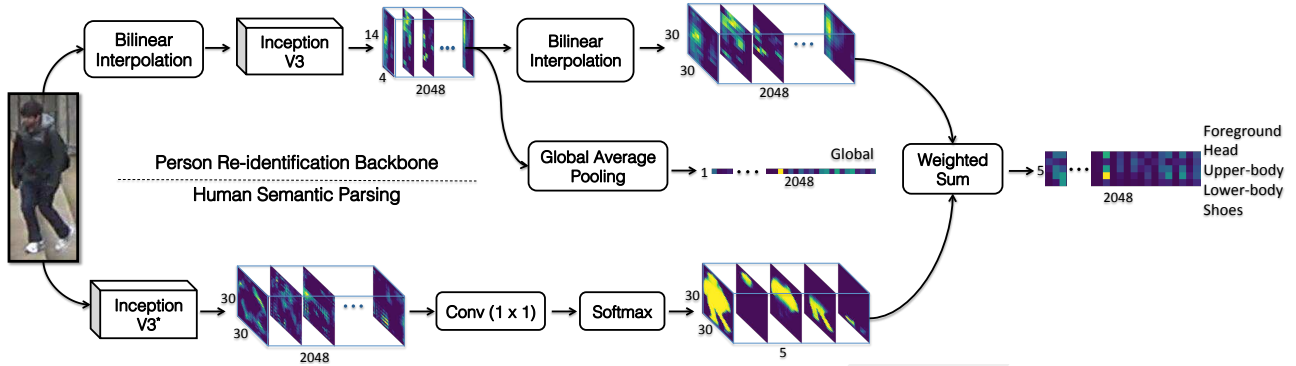 Bilinear
Interpolation
Inception
V3
14
4
2048
Bilinear
Interpolation
30
30
2048
Person Re-identification Backbone
Human Semantic Parsing
Global Average
Pooling
1
Global
2048
Weighted
Sum
5
2048
Foreground
Head
Upper-body
Lower-body
Shoes
Inception
V3*
30
30
2048
Conv (1 x 1)
Softmax
30
30
5